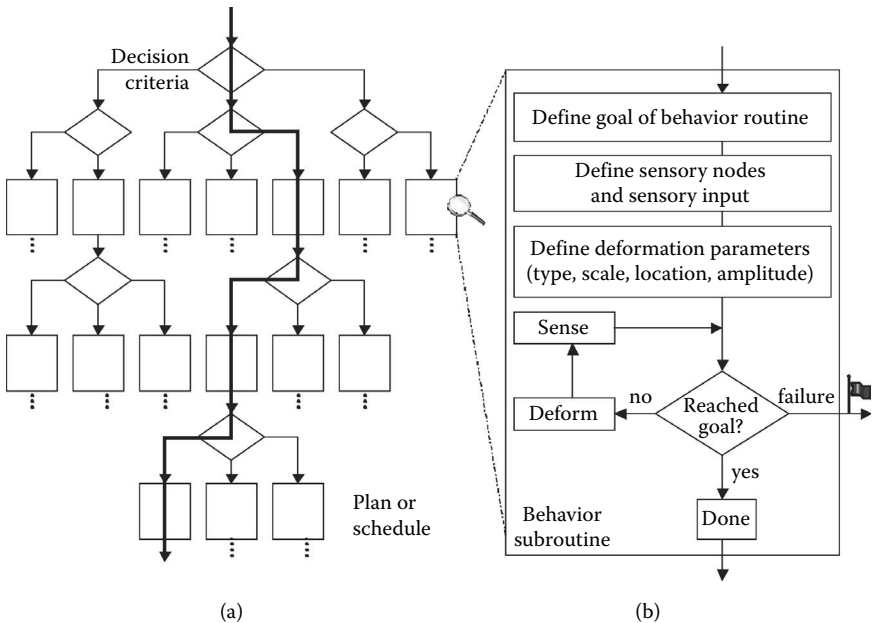 Decision
criteria
Plan or
schedule
(a)
Define goal of behavior routine
Define sensory nodes
and sensory input
Define deformation parameters
(type, scale, location, amplitude)
Sense
Deform
no
Reached
goal?
failure
yes
Done
Behavior
subroutine
(b)